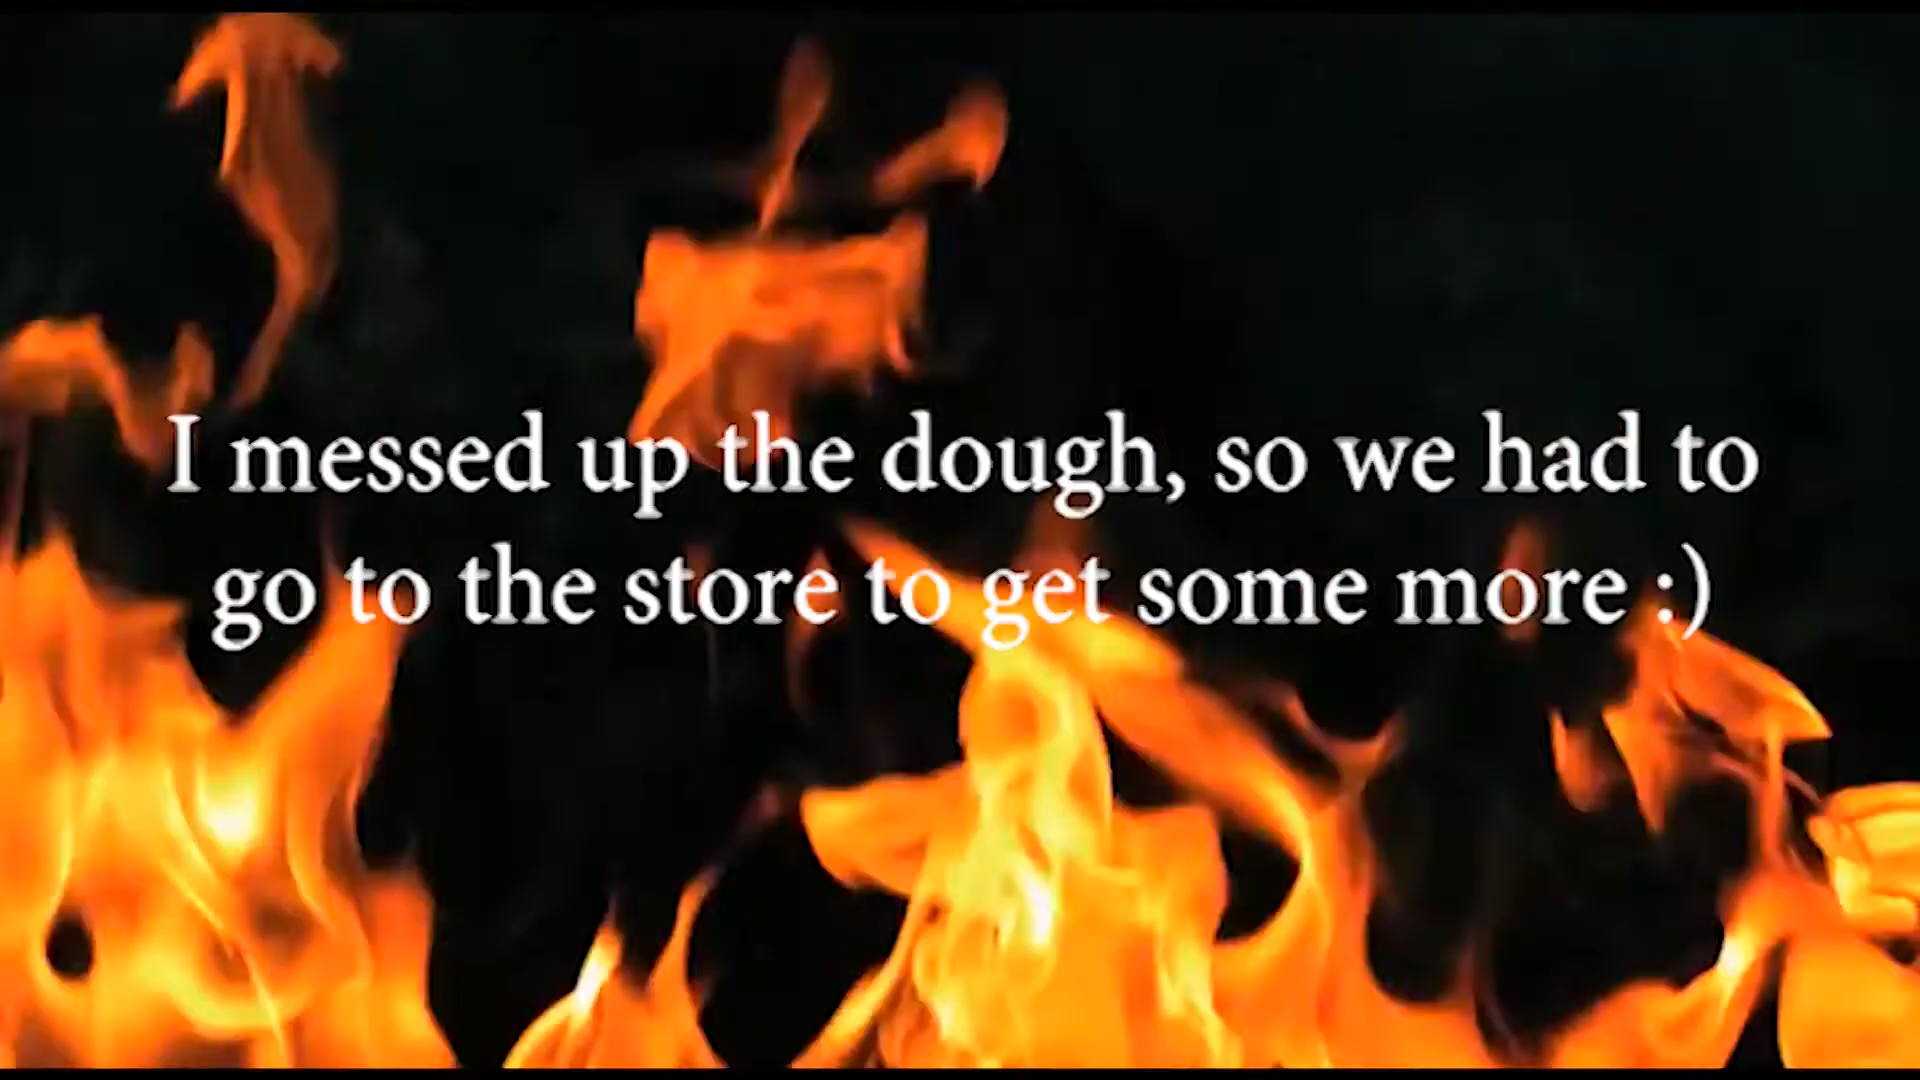 I messed up the dough, so we had to
go to the store to get some more :)